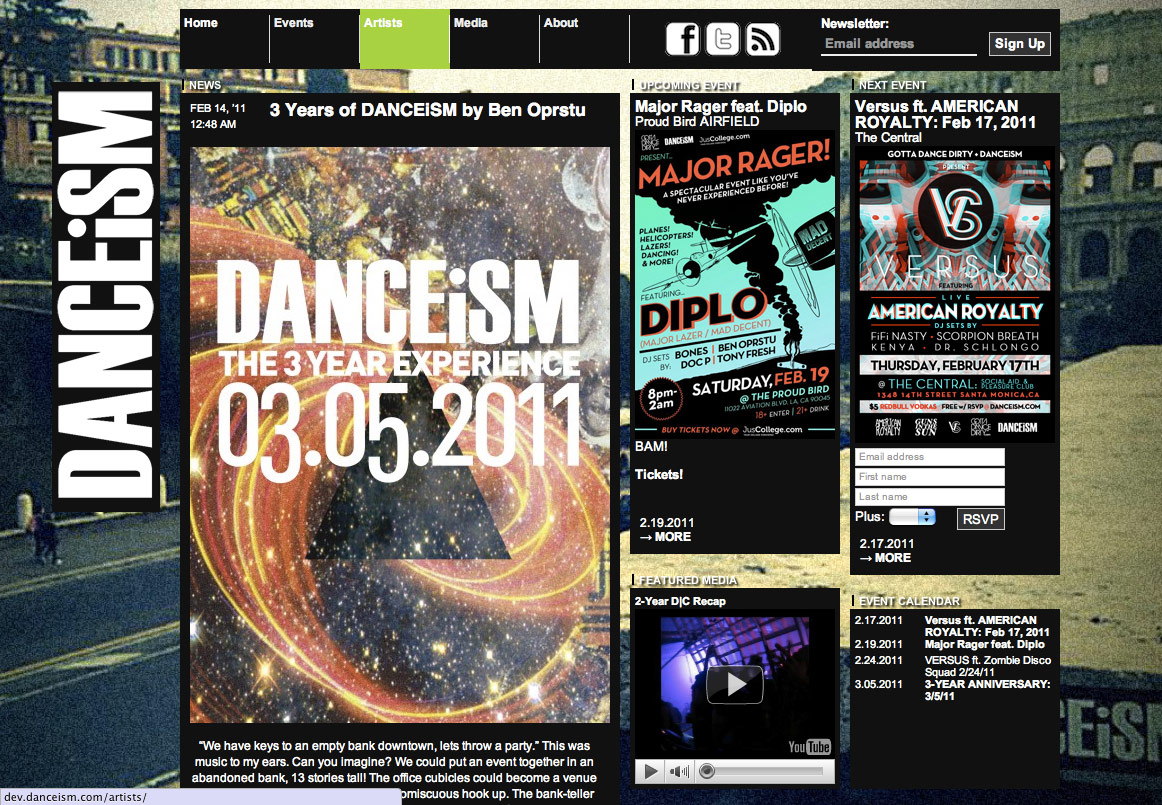 Home
Events
Artists
Media
About
Newsletter:
Email address
Sign Up
DANCEiSM
NEWS
FEB 14, '11
12:48 AM
3 Years of DANCEiSM by Ben Oprstu
DANCEiSM
THE 3 YEAR EXPERIENCE
03.05.2011
"We have keys to an empty bank downtown, lets throw a party." This was
music to my ears. Can you imagine? We could put an event together in an
abandoned bank, 13 stories tall! The office cubicles could become a venue
omiscuous hook up. The bank-teller
UPCOMING EVENT
Major Rager feat. Diplo
Proud Bird AIRFIELD
GOTTA DANCE DIRTY
DANCEiSM
JusCollege.com
PRESENT...
MAJOR RAGER!
A SPECTACULAR EVENT LIKE YOU'VE
NEVER EXPERIENCED BEFORE!
PLANES!
HELICOPTERS!
LAZERS!
DANCING!
& MORE!
MAD
DECENT
FEATURING...
DIPLO
(MAJOR LAZER / MAD DECENT)
DJ SETS BY: BONES | BEN OPRSTU
DOC P | TONY FRESH
8pm-
2am
SATURDAY, FEB. 19
@ THE PROUD BIRD
11022 AVIATION BLVD. LA, CA 90045
18+ ENTER | 21+ DRINK
BUY TICKETS NOW @ JusCollege.com
BAM!
Tickets!
2.19.2011
→ MORE
NEXT EVENT
Versus ft. AMERICAN
ROYALTY: Feb 17, 2011
The Central
GOTTA DANCE DIRTY + DANCEiSM
PRESENT
VS
VERSUS
FEATURING
LIVE
AMERICAN ROYALTY
DJ SETS BY
FiFi NASTY • SCORPION BREATH
KENYA • DR. SCHLONGO
THURSDAY, FEBRUARY 17TH
@ THE CENTRAL: SOCIAL AID &
PLEASURE CLUB
1348 14TH STREET SANTA MONICA, CA
$5 REDBULL VODKAS FREE w/ RSVP@DANCEISM.COM
AMERICAN ROYALTY
VS
GOTTA DANCE DIRTY
DANCEiSM
Email address
First name
Last name
Plus:
RSVP
2.17.2011
→ MORE
FEATURED MEDIA
2-Year D|C Recap
YouTube
EVENT CALENDAR
2.17.2011 Versus ft. AMERICAN
ROYALTY: Feb 17, 2011
2.19.2011 Major Rager feat. Diplo
2.24.2011 VERSUS ft. Zombie Disco
Squad 2/24/11
3.05.2011 3-YEAR ANNIVERSARY:
3/5/11
CEiSM
dev.danceism.com/artists/